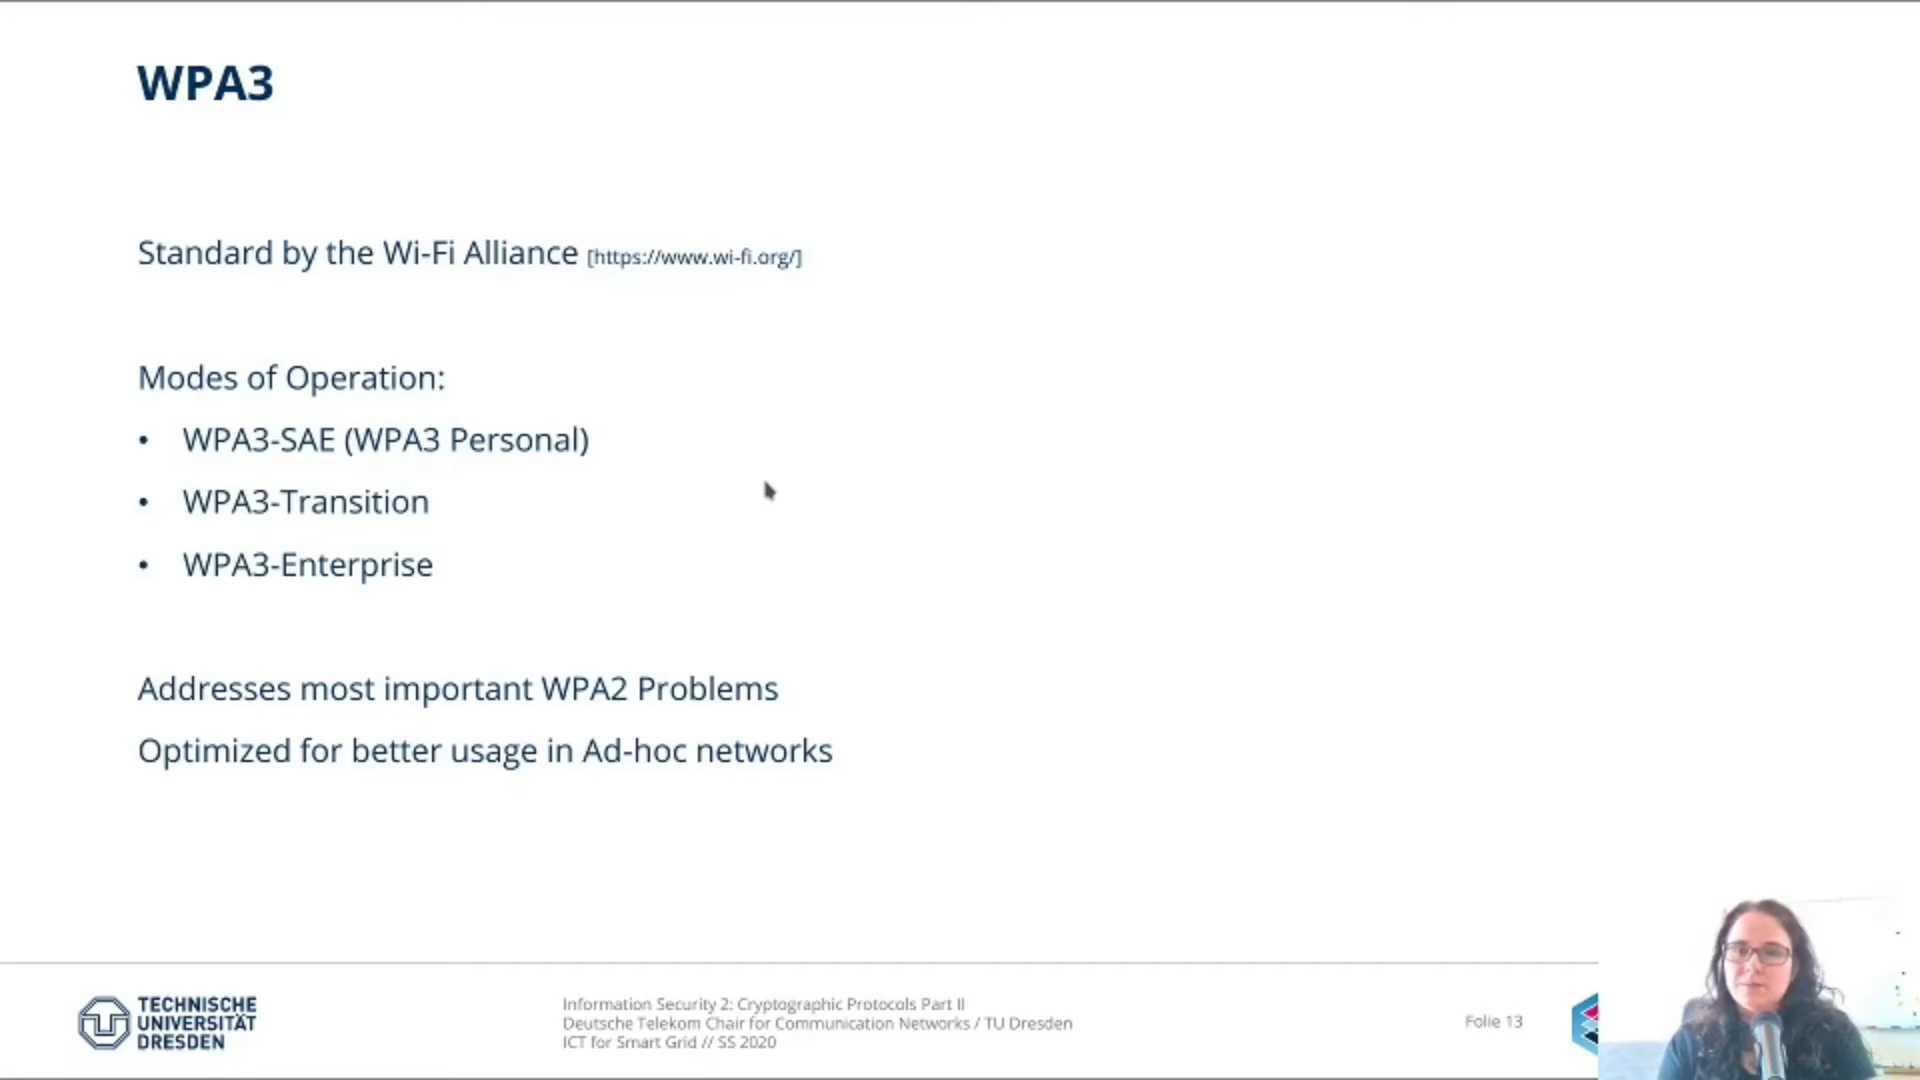 WPA3
Standard by the Wi-Fi Alliance [https://www.wi-fi.org/]
Modes of Operation:
• WPA3-SAE (WPA3 Personal)
• WPA3-Transition
• WPA3-Enterprise
Addresses most important WPA2 Problems
Optimized for better usage in Ad-hoc networks
TECHNISCHE
UNIVERSITÄT
DRESDEN
Information Security 2: Cryptographic Protocols Part II
Deutsche Telekom Chair for Communication Networks / TU Dresden
ICT for Smart Grid // SS 2020
Folie 13